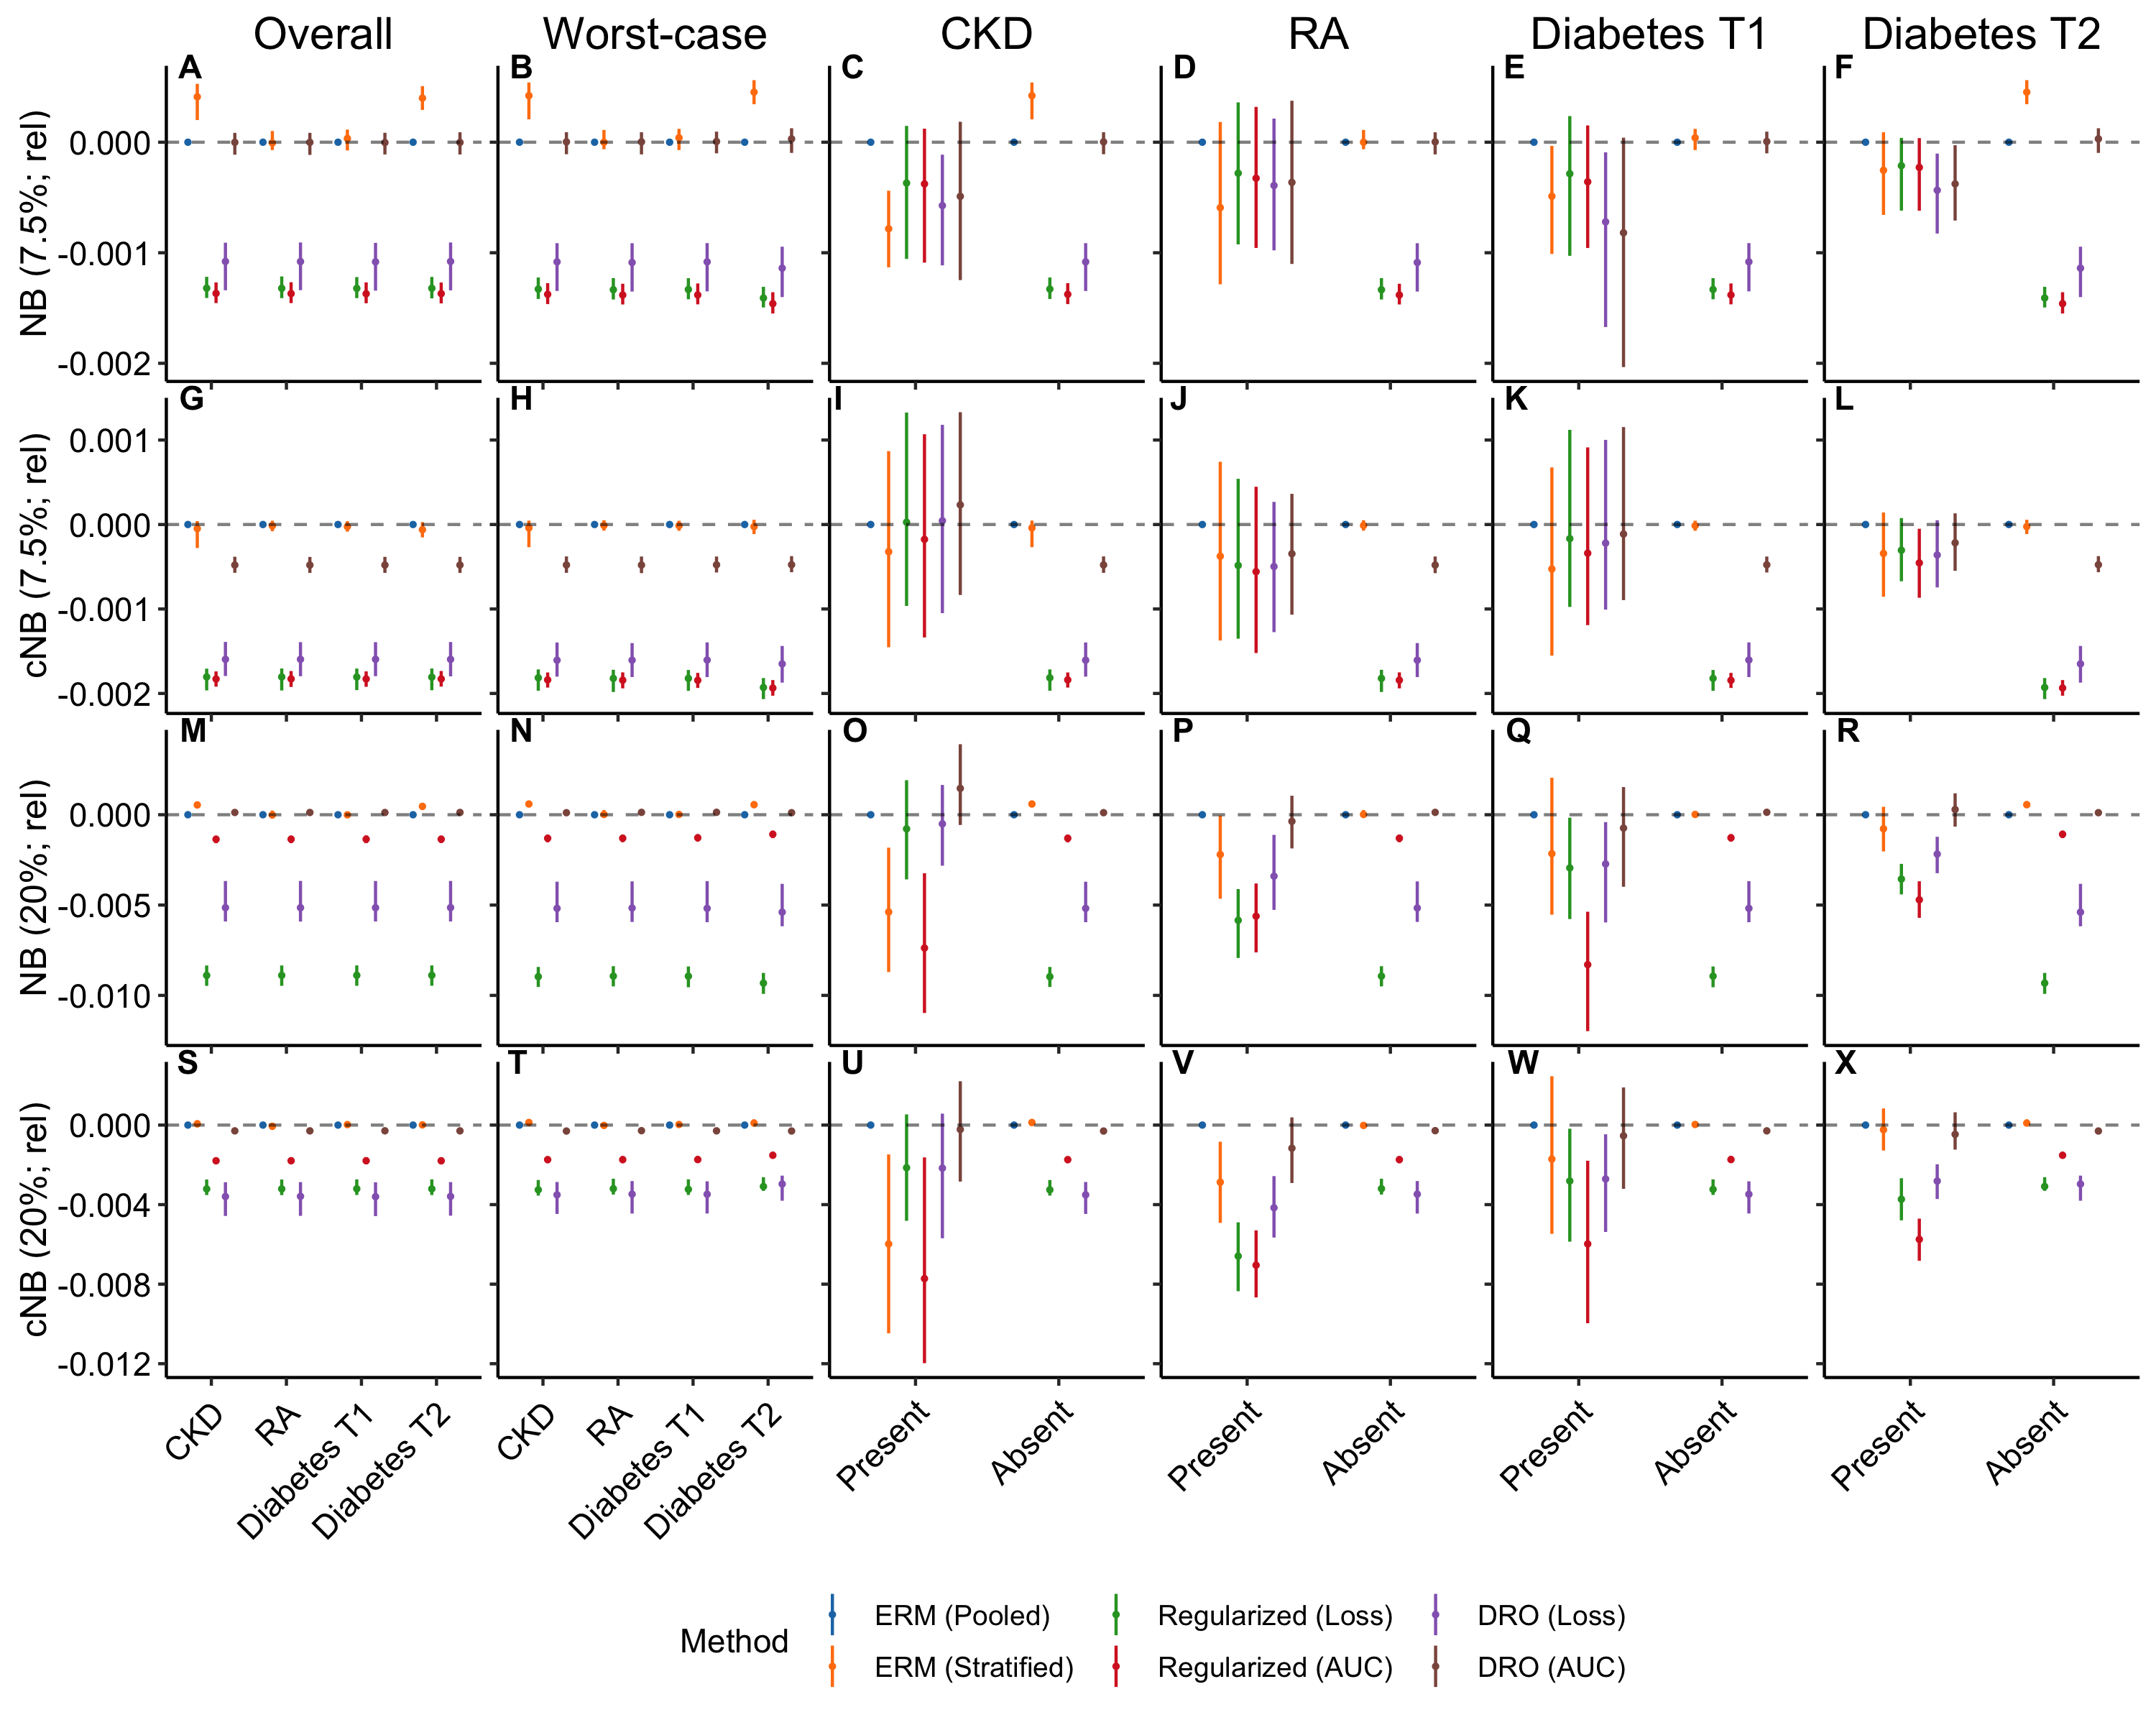 Overall
Worst-case
CKD
RA
Diabetes T1
Diabetes T2
A
B
C
D
E
F
NB (7.5%; rel)
0.000
-0.001
-0.002
G
H
I
J
K
L
cNB (7.5%; rel)
0.001
0.000
-0.001
-0.002
M
N
O
P
Q
R
NB (20%; rel)
0.000
-0.005
-0.010
S
T
U
V
W
X
cNB (20%; rel)
0.000
-0.004
-0.008
-0.012
CKD
RA
Diabetes T1
Diabetes T2
CKD
RA
Diabetes T1
Diabetes T2
Present
Absent
Present
Absent
Present
Absent
Present
Absent
Method
ERM (Pooled)
ERM (Stratified)
Regularized (Loss)
Regularized (AUC)
DRO (Loss)
DRO (AUC)